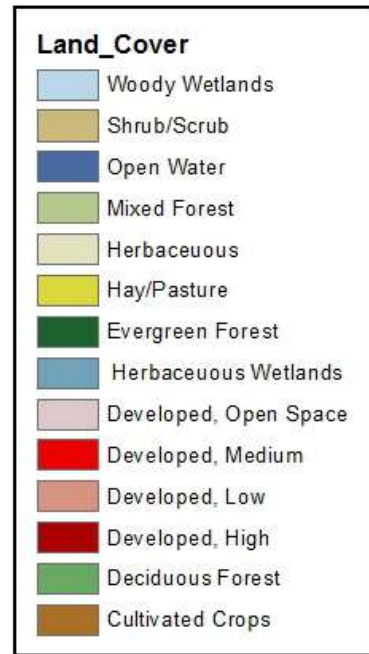 Land_Cover
Woody Wetlands
Shrub/Scrub
Open Water
Mixed Forest
Herbaceuous
Hay/Pasture
Evergreen Forest
Herbaceuous Wetlands
Developed, Open Space
Developed, Medium
Developed, Low
Developed, High
Deciduous Forest
Cultivated Crops